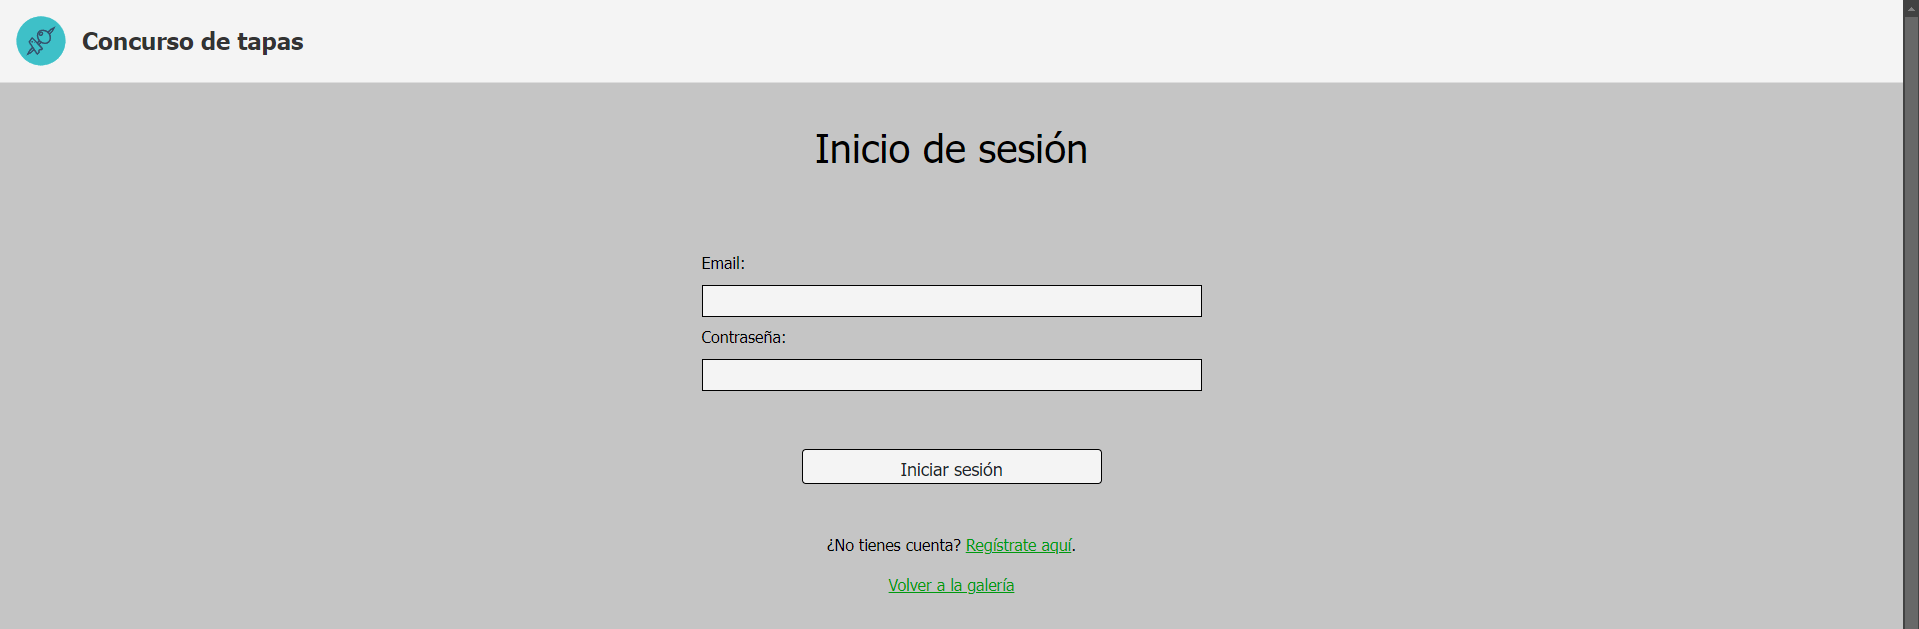 Concurso de tapas
Inicio de sesión
Email:
Contraseña:
Iniciar sesión
¿No tienes cuenta? Regístrate aquí.
Volver a la galería